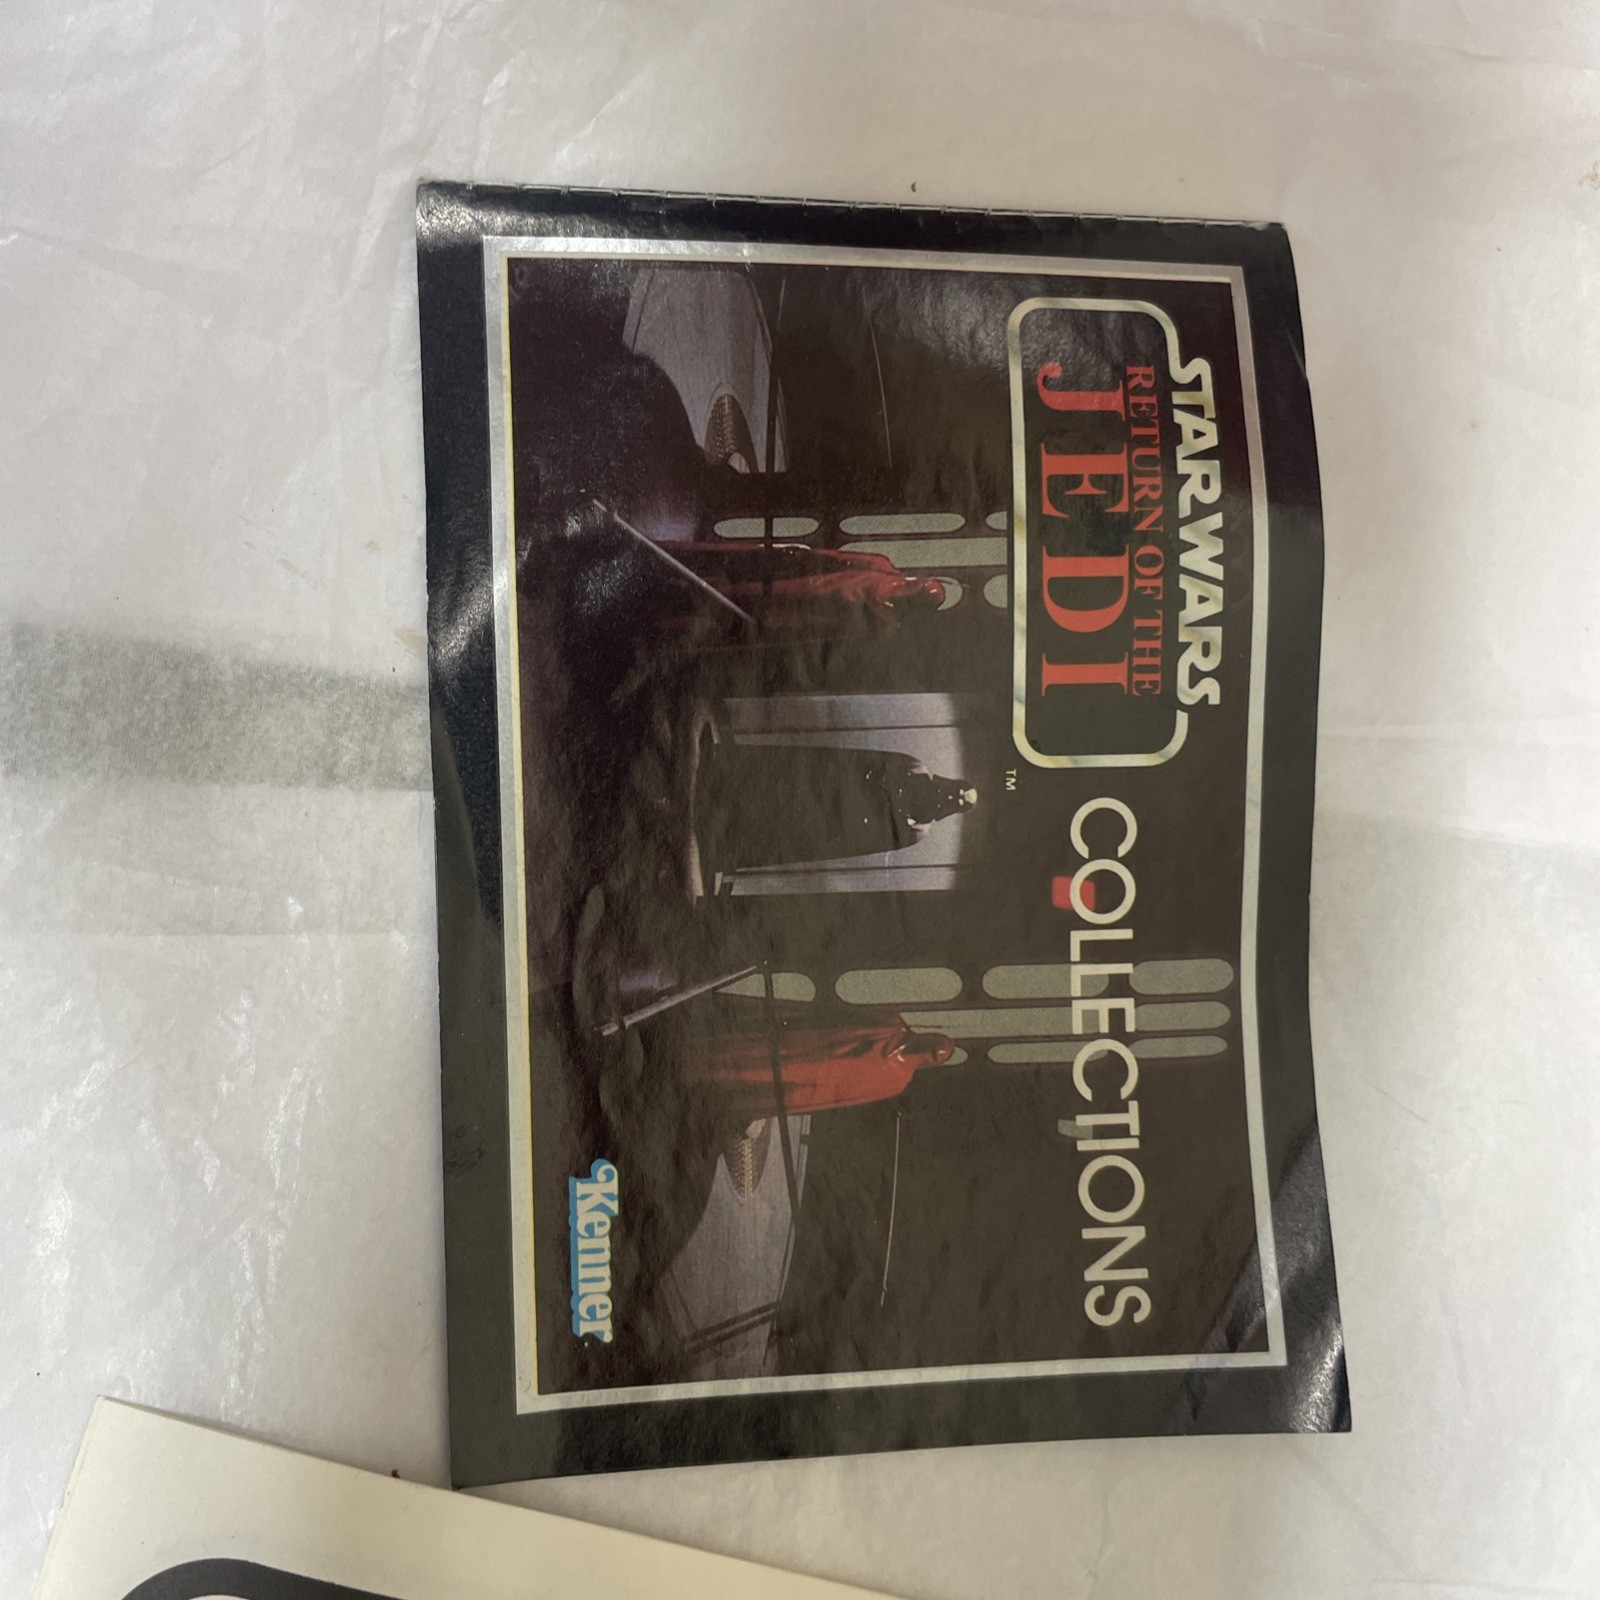 STAR WARS
RETURN OF THE
JEDI
COLLECTIONS
TM
Kenner